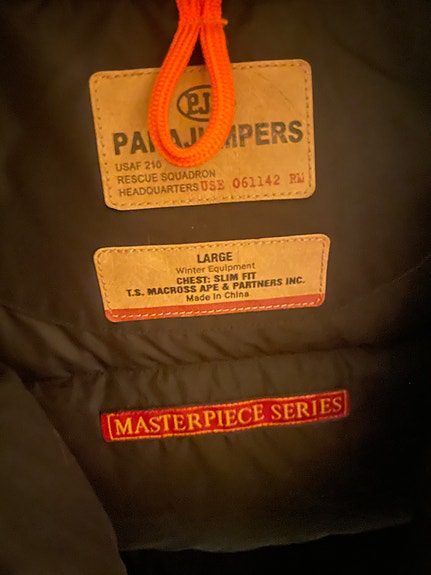 PJ
USAF 210
RESCUE SQUADRON
HEADQUARTERS USE 061142 RM
LARGE
Winter Equipment
CHEST: SLIM FIT
T.S. MACROSS APE & PARTNERS INC.
Made in China
MASTERPIECE SERIES